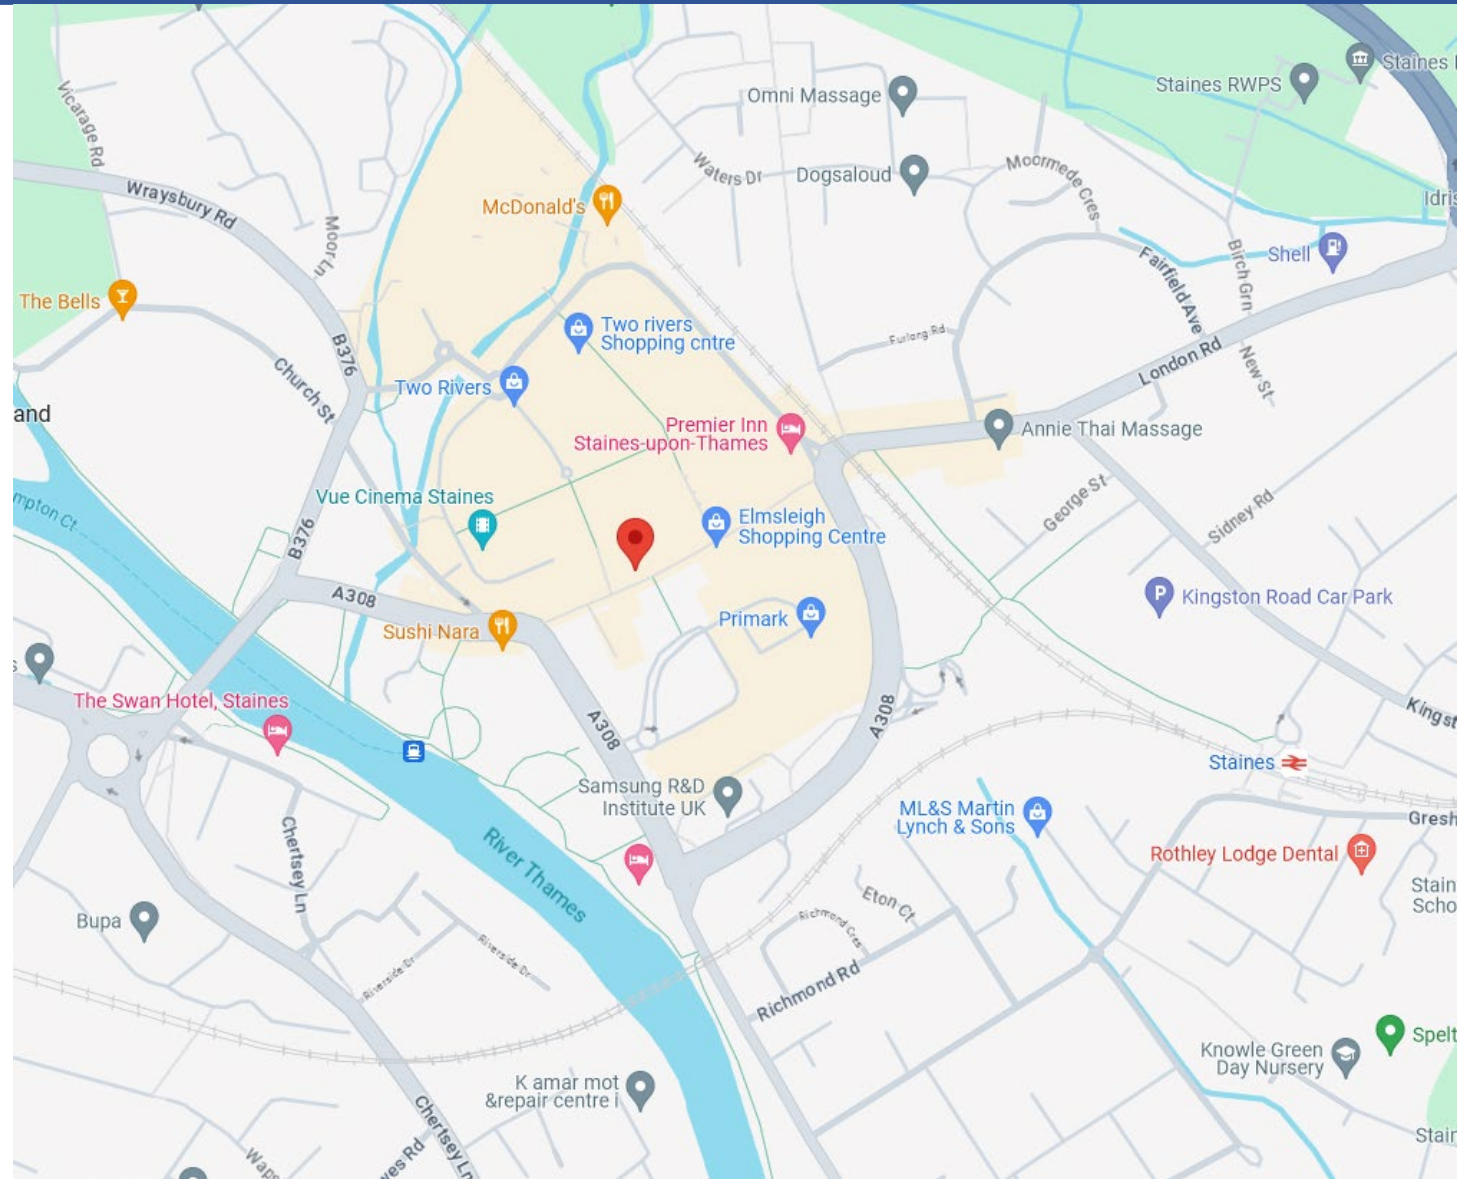 Staines
Staines RWPS
Omni Massage
Vicarage Rd
Waters Dr
Dogsaloud
Moormede Cres
Wraysbury Rd
McDonald's
Moor Ln
Shell
Birch Grn
Fairfield Ave
The Bells
Two rivers
Shopping cntre
Furlong Rd
B376
London Rd
New St
Church St
Two Rivers
and
Premier Inn
Staines-upon-Thames
Annie Thai Massage
Vue Cinema Staines
George St
Sidney Rd
mpton Ct
Elmsleigh
Shopping Centre
B376
A308
Kingston Road Car Park
P
Primark
Sushi Nara
The Swan Hotel, Staines
A308
A308
Kingst
Staines
Samsung R&D
Institute UK
ML&S Martin
Lynch & Sons
Gresh
Chertsey Ln
River Thames
Rothley Lodge Dental
Stain
Scho
Bupa
Eton Ct
Richmond Cres
Riverside Dr
Riverside Dr
Richmond Rd
Spelt
Knowle Green
Day Nursery
K amar mot
&repair centre i
Chertsey Ln
wes Rd
Waps
Stair
Idris